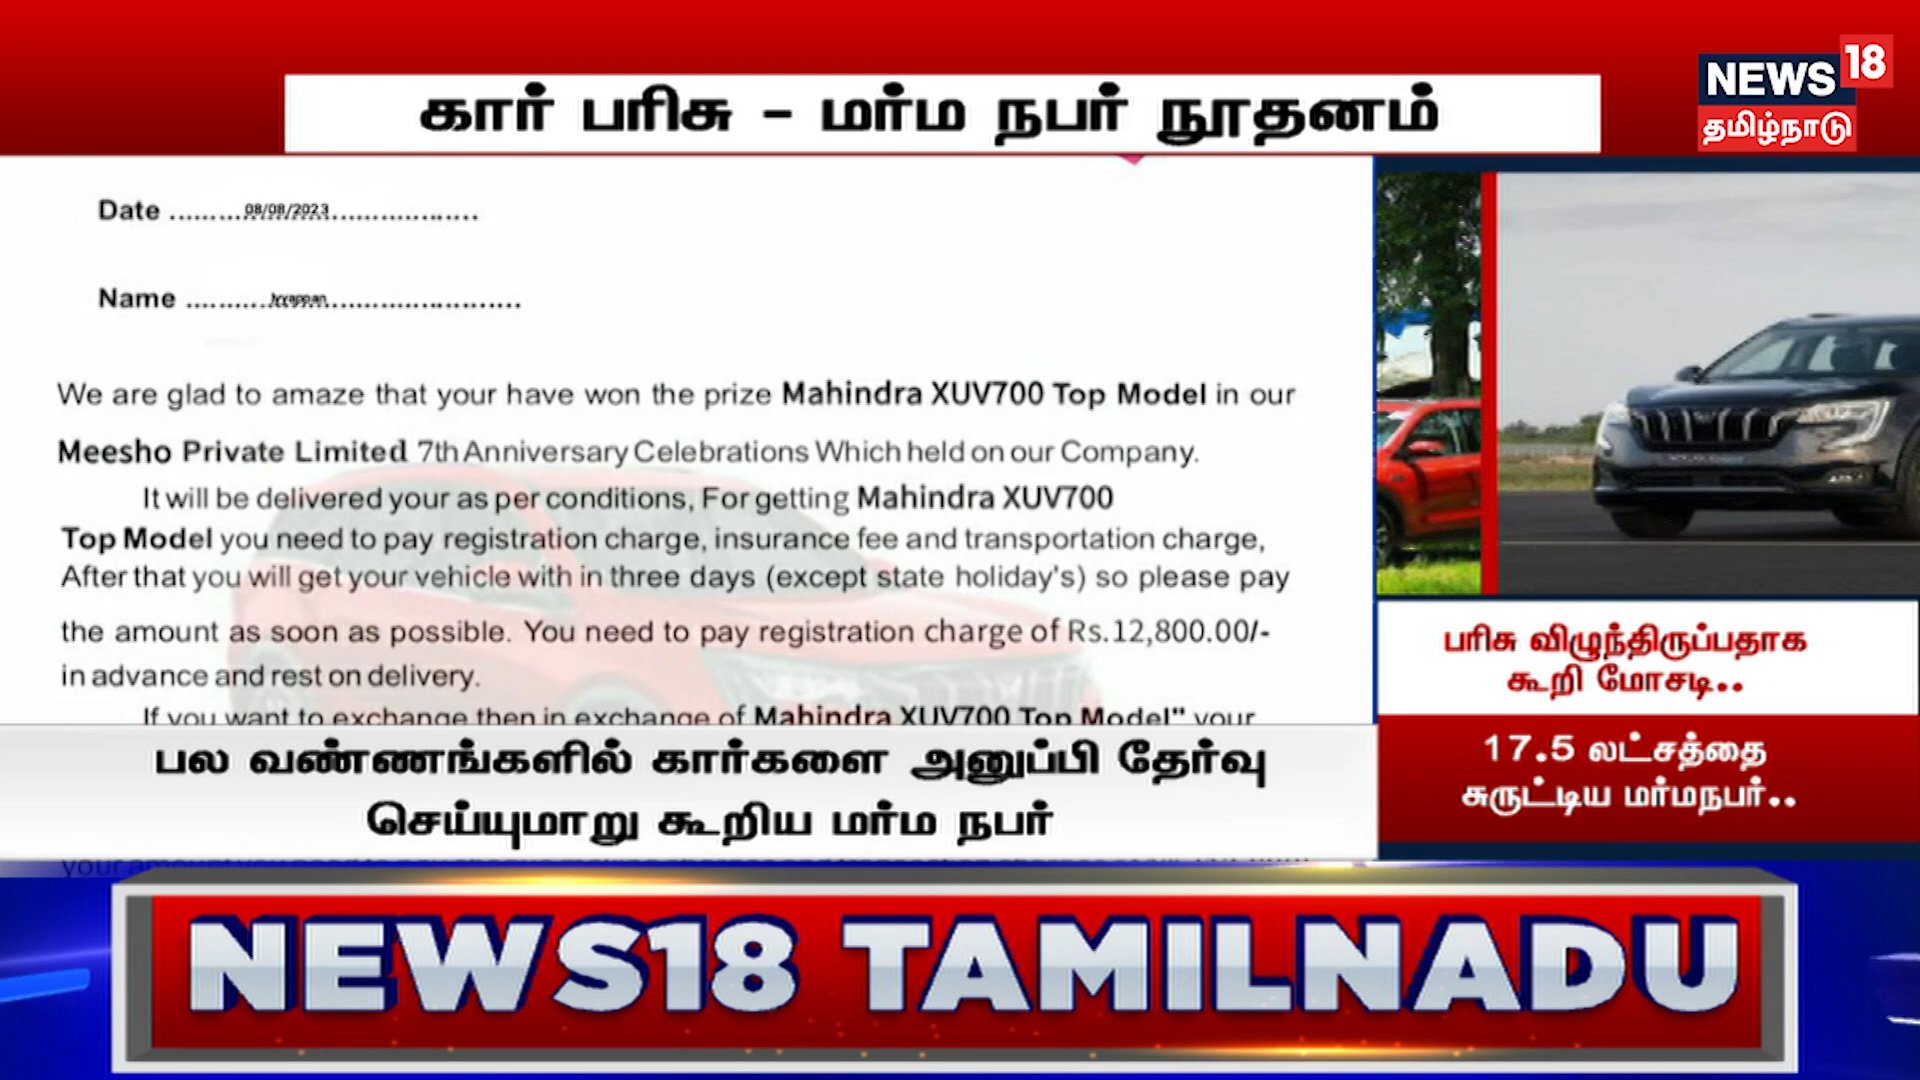 கார் பரிசு - மர்ம நபர் நூதனம்
NEWS 18
தமிழ்நாடு
Date ........08/08/2023..................
Name
We are glad to amaze that your have won the prize Mahindra XUV700 Top Model in our
Meesho Private Limited 7th Anniversary Celebrations Which held on our Company.
It will be delivered your as per conditions, For getting Mahindra XUV700
Top Model you need to pay registration charge, insurance fee and transportation charge,
After that you will get your vehicle with in three days (except state holiday's) so please pay
the amount as soon as possible. You need to pay registration charge of Rs.12,800.00/-
in advance and rest on delivery.
If you want to exchange then in exchange of Mahindra XUV700 Top Model" your
பரிசு விழுந்திருப்பதாக
கூறி மோசடி..
17.5 லட்சத்தை
சுருட்டிய மர்மநபர்..
பல வண்ணங்களில் கார்களை அனுப்பி தேர்வு
செய்யுமாறு கூறிய மர்ம நபர்
NEWS18 TAMILNADU